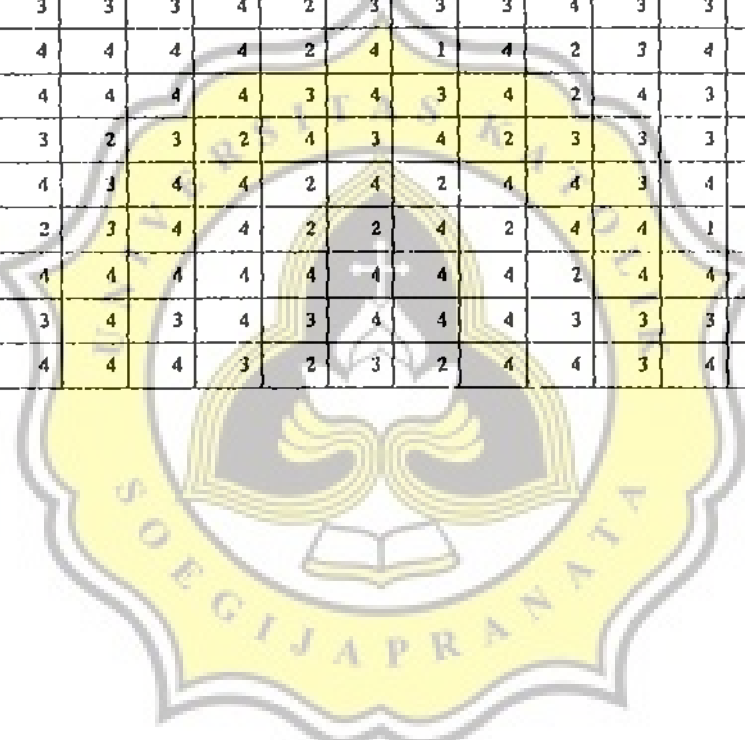 3 3 3 4 2 3 3 3 4 3 3
4 4 4 4 2 4 1 4 2 3 4
4 4 4 4 3 4 3 4 2 4 3
3 2 3 2 4 3 4 2 3 3 3
4 3 4 4 2 4 2 4 4 3 4
2 3 4 4 2 2 4 2 4 4 1
4 4 4 4 4 4 4 4 2 4 4
3 4 3 4 3 4 4 4 3 3 3
4 4 4 3 2 3 2 4 4 3 4
UNIVERSITAS KATOLIK
SOEGIJAPRANATA